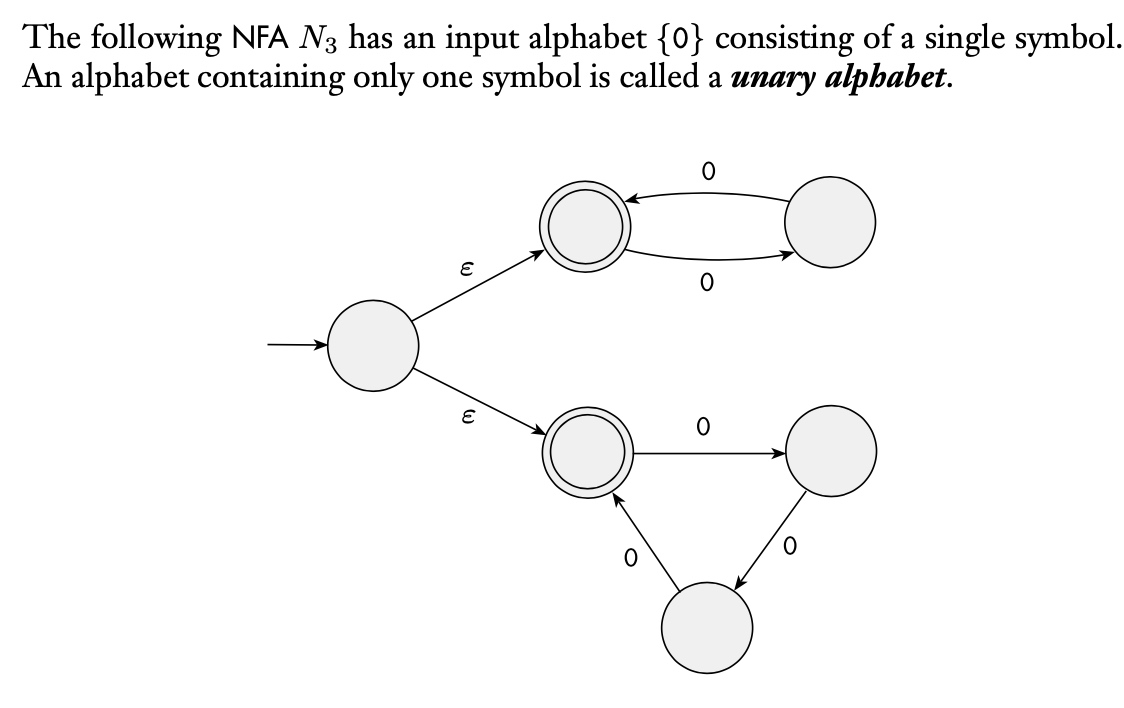 The following NFA N₃ has an input alphabet {0} consisting of a single symbol.
An alphabet containing only one symbol is called a unary alphabet.
0
0
ε
ε
0
0
0